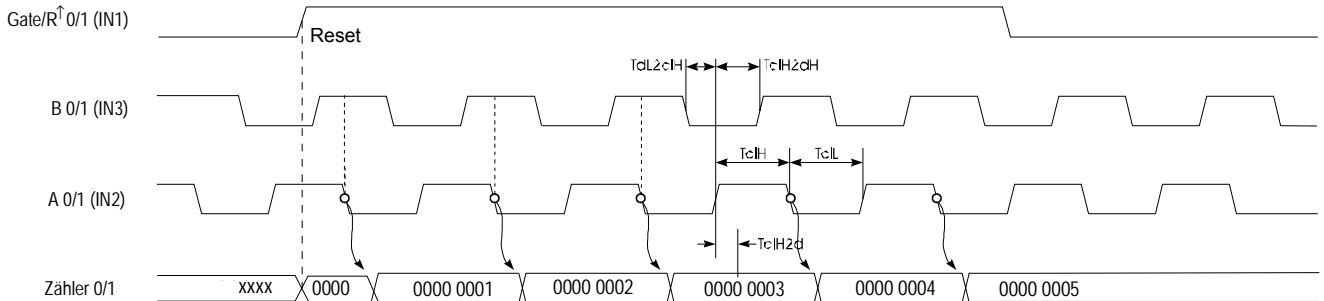 Gate/R↑ 0/1 (IN1)
Reset
TdL2clH TclH2dH
B 0/1 (IN3)
TclH TclL
A 0/1 (IN2)
TclH2d
Zähler 0/1 xxxx 0000 0000 0001 0000 0002 0000 0003 0000 0004 0000 0005